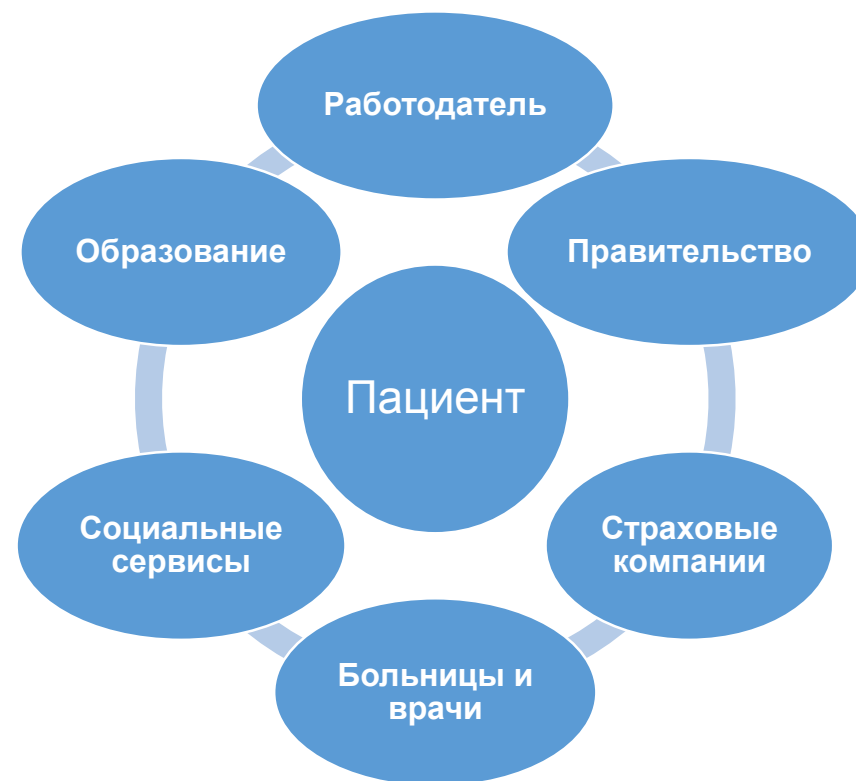 Работодатель
Образование
Правительство
Пациент
Социальные
сервисы
Страховые
компании
Больницы и
врачи